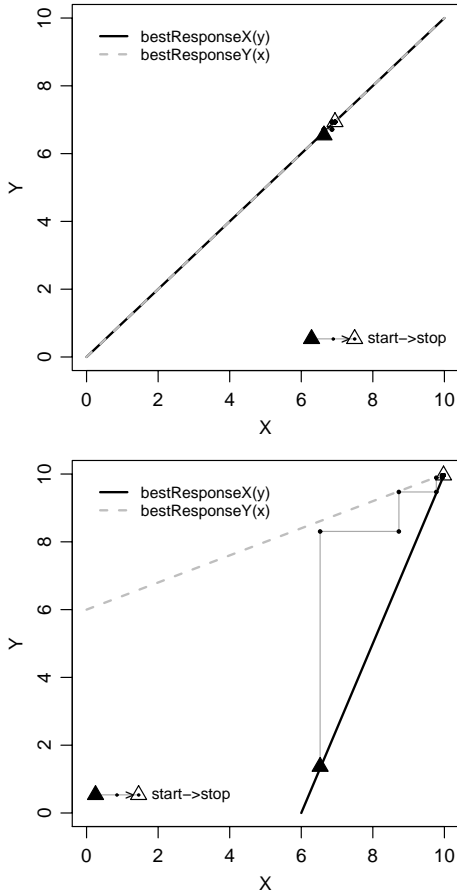 10
8
6
4
2
0
Y
bestResponseX(y)
bestResponseY(x)
start->stop
0 2 4 6 8 10
X
10
8
6
4
2
0
Y
bestResponseX(y)
bestResponseY(x)
start->stop
0 2 4 6 8 10
X